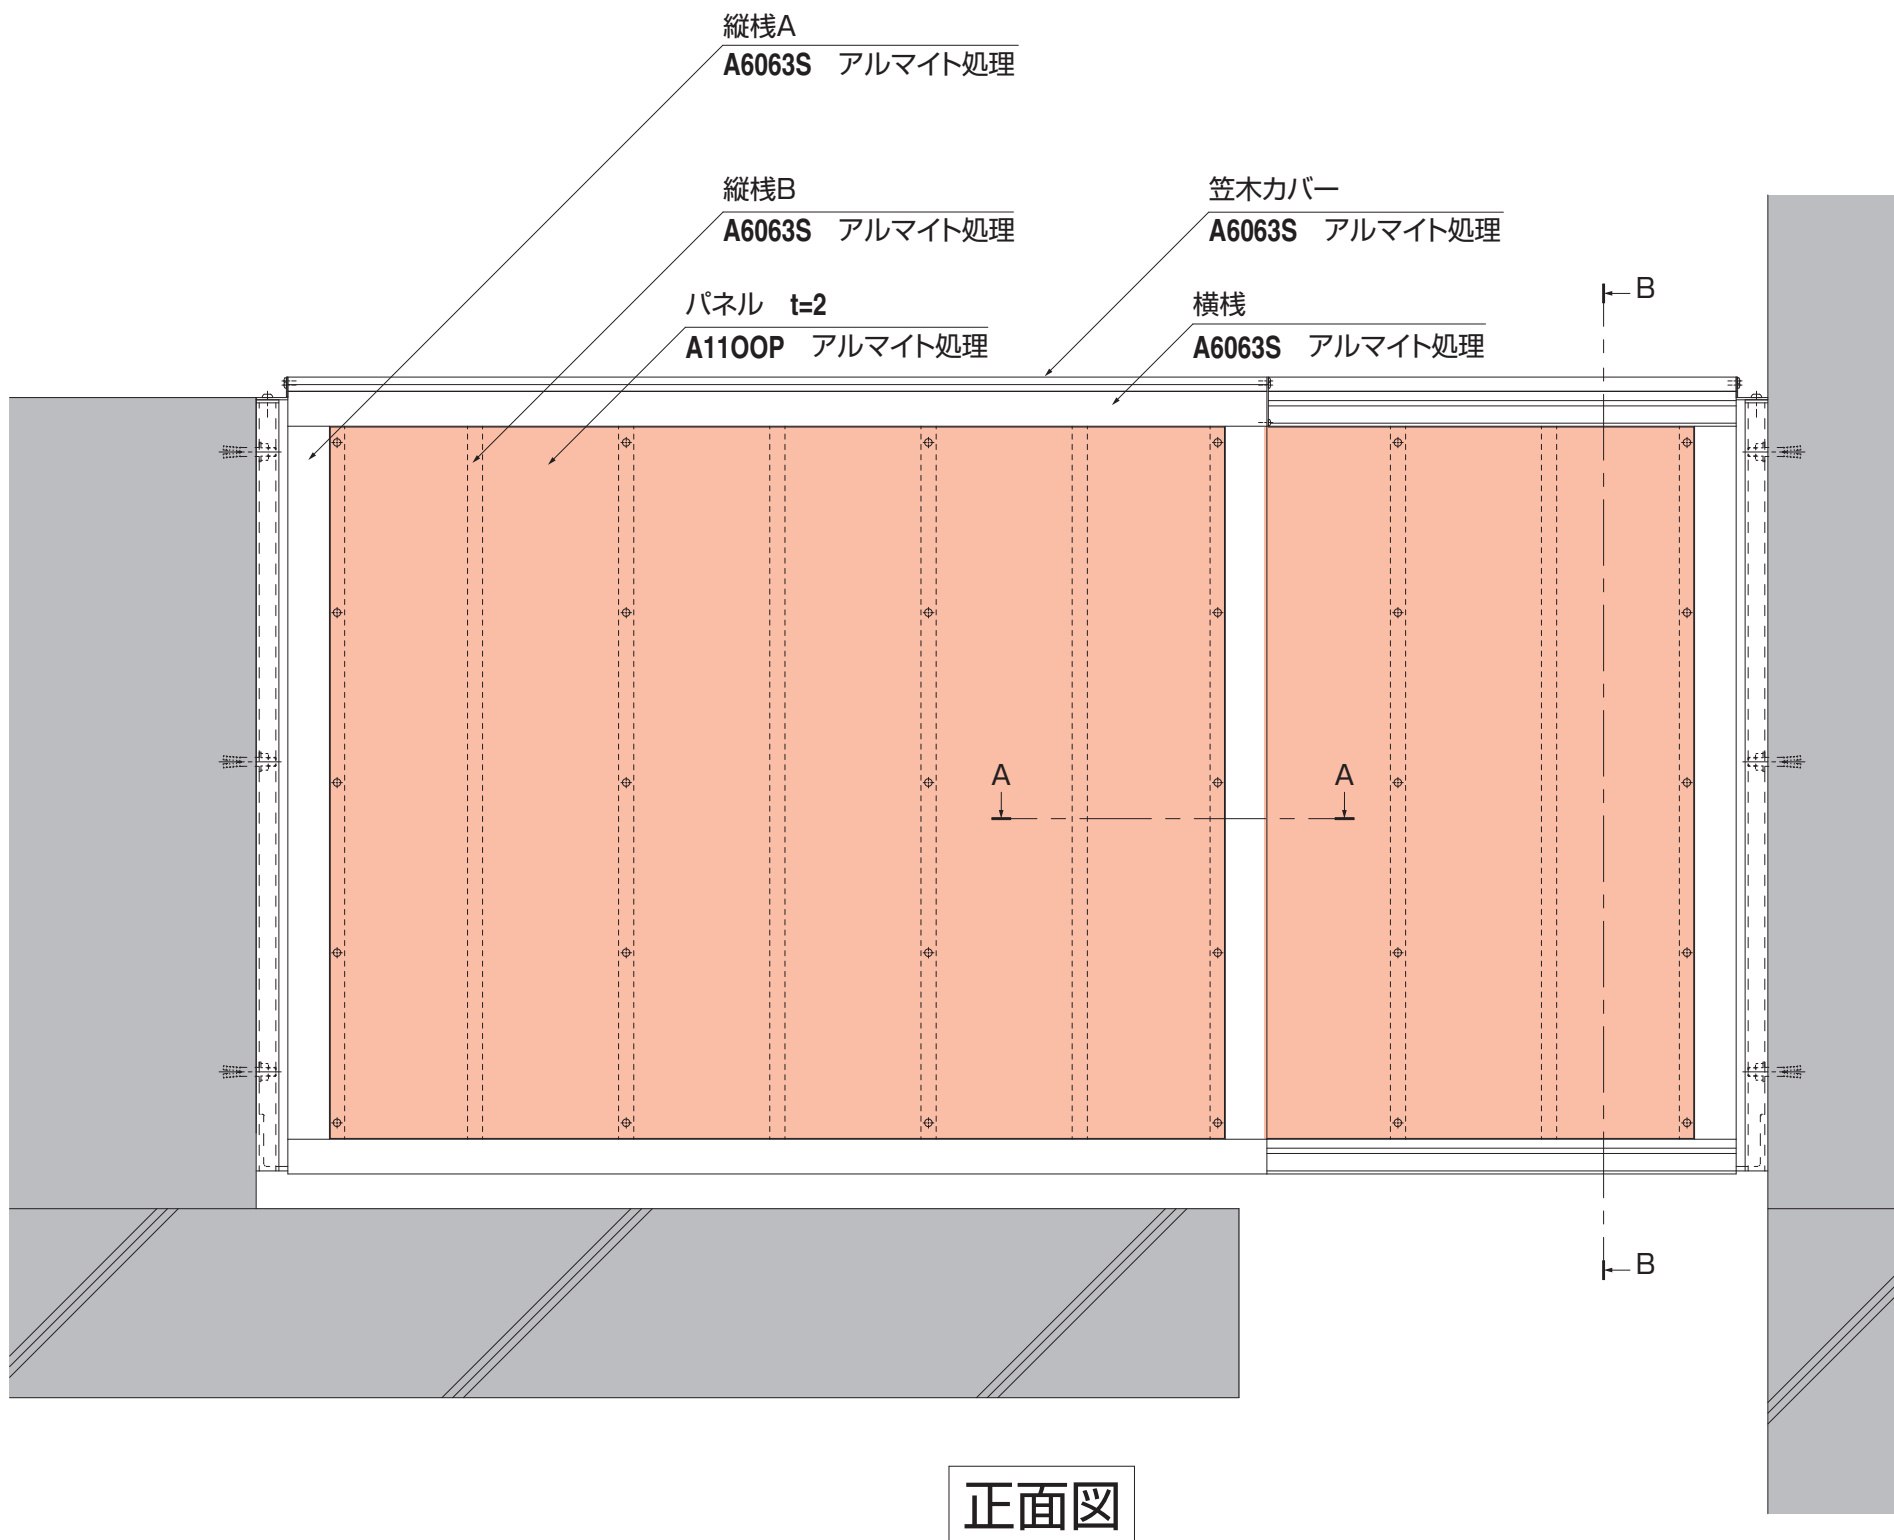 縦桟A
A6063S アルマイト処理
縦桟B
A6063S アルマイト処理
笠木カバー
A6063S アルマイト処理
パネル t=2
A1100P アルマイト処理
横桟
A6063S アルマイト処理
B
A
A
B
正面図